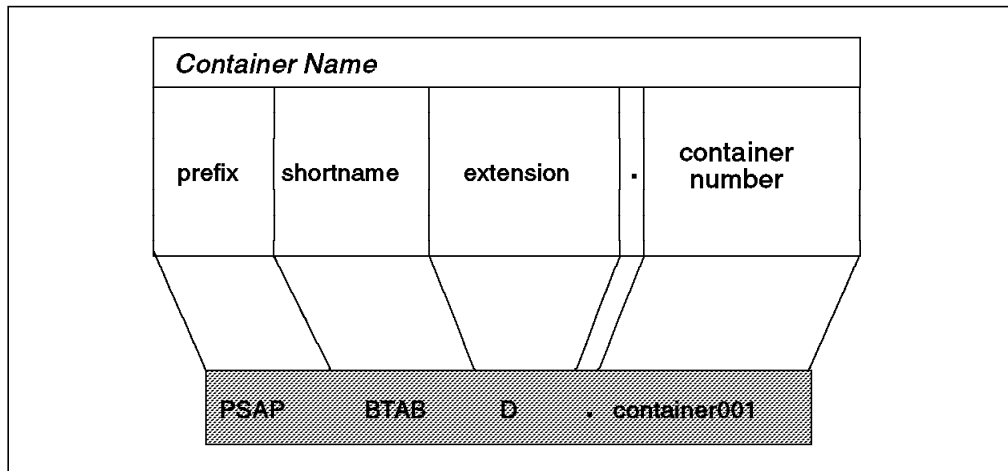 Container Name
prefix shortname extension . container number
PSAP BTAB D . container001